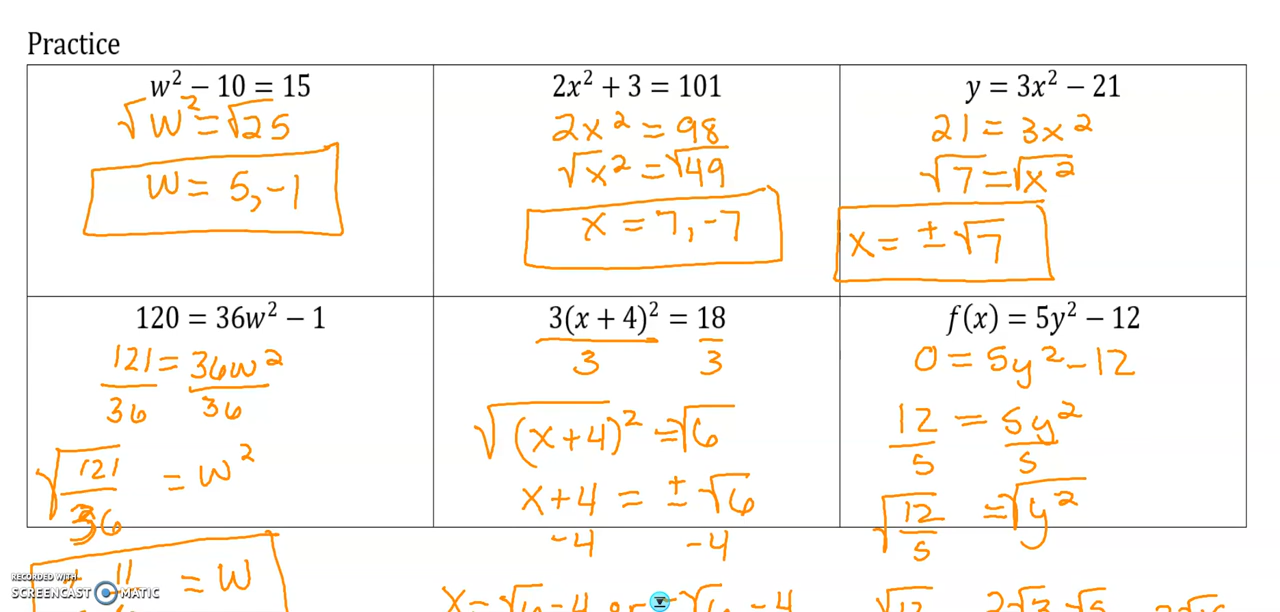 Practice
w² − 10 = 15
√w² = √25
w = 5, -1
2x² + 3 = 101
2x² = 98
√x² = √49
x = 7, -7
y = 3x² − 21
21 = 3x²
√7 = √x²
x = ± √7
120 = 36w² − 1
121 = 36w²
36 36
√121/36 = w²
11 = w
3(x + 4)² = 18
3 3
√(x+4)² = √6
x+4 = ± √6
-4 -4
f(x) = 5y² − 12
0 = 5y² - 12
12 = 5y²
5 5
√12/5 = √y²
RECORDED WITH
SCREENCAST MATIC